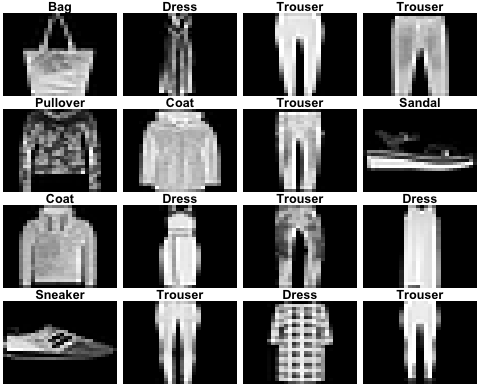 Bag Dress Trouser Trouser
Pullover Coat Trouser Sandal
Coat Dress Trouser Dress
Sneaker Trouser Dress Trouser